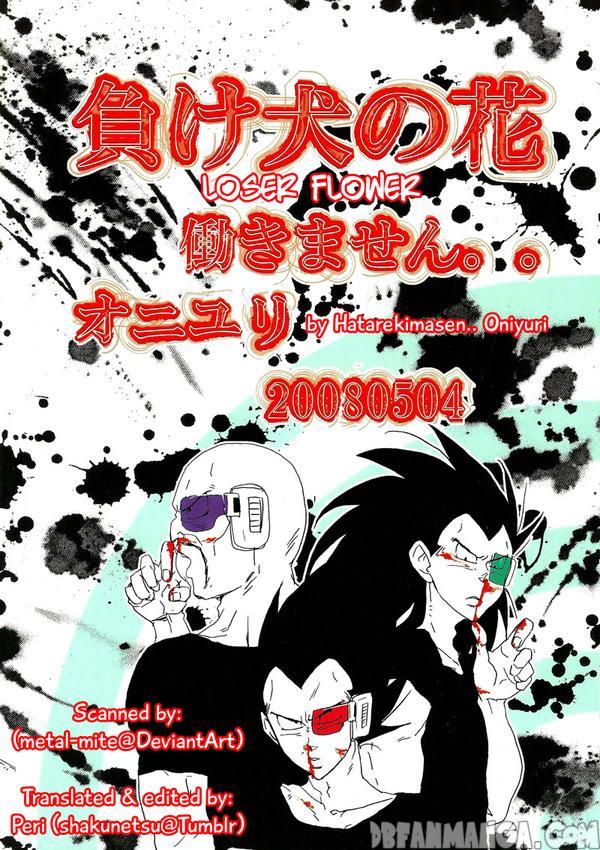 負け犬の花
LOSER FLOWER
働きません。。
オニユリ by Hatarekimasen.. Oniyuri
20080504
Scanned by:
(metal-mite@DeviantArt)
Translated & edited by:
Peri (shakunetsu@Tumblr)
DBFANMANGA.COM